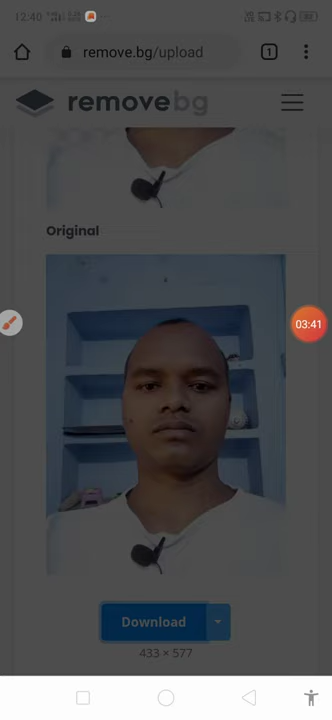 12:40
remove.bg/upload
1
removebg
Original
03:41
Download
433 × 577